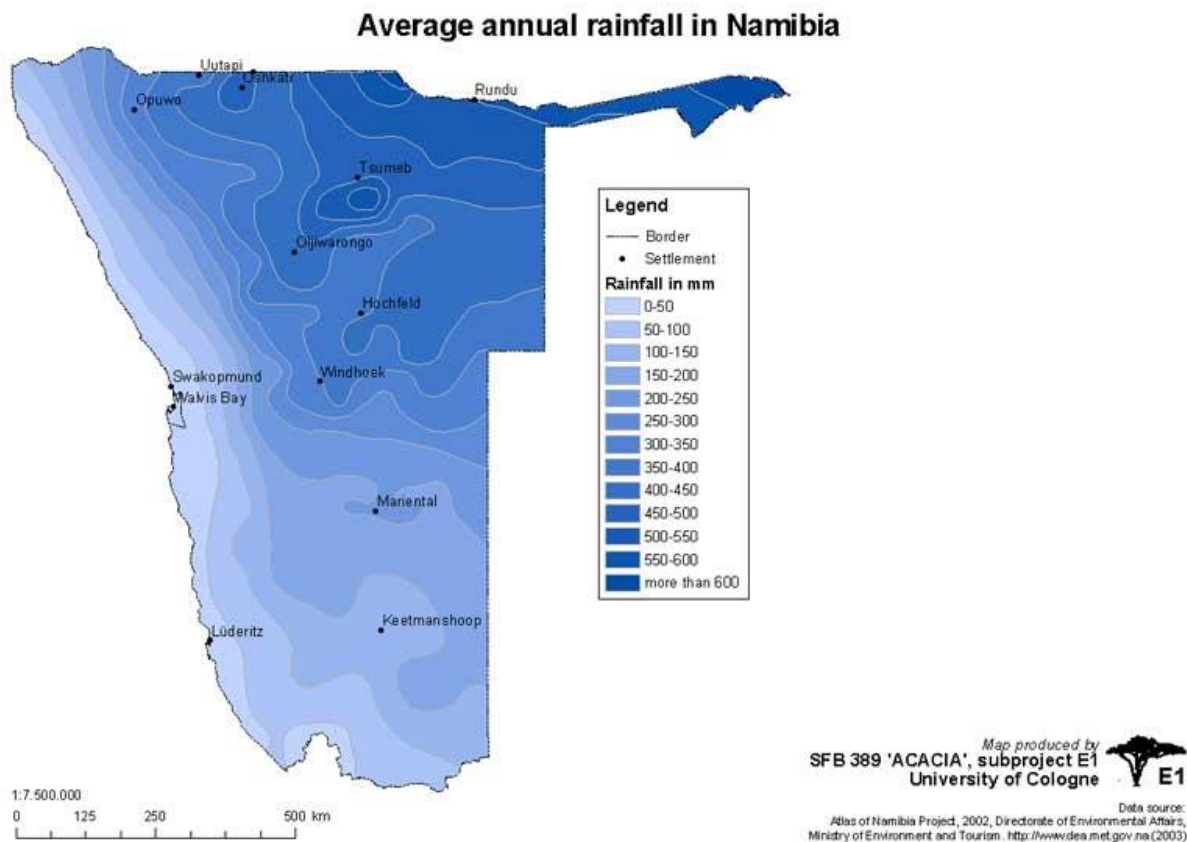 Average annual rainfall in Namibia
Uutapi
Oshkato
Rundu
Opuwo
Tsumeb
Otjiwarongo
Hochfeld
Windhoek
Swakopmund
Walvis Bay
Mariental
Keetmanshoop
Lüderitz
Legend
Border
Settlement
Rainfall in mm
0-50
50-100
100-150
150-200
200-250
250-300
300-350
350-400
400-450
450-500
500-550
550-600
more than 600
1:7.500.000
0 125 250 500 km
Map produced by
SFB 389 'ACACIA', subproject E1
University of Cologne
E1
Data source:
Atlas of Namibia Project, 2002, Directorate of Environmental Affairs,
Ministry of Environment and Tourism. http://www.dea.met.gov.na (2003)